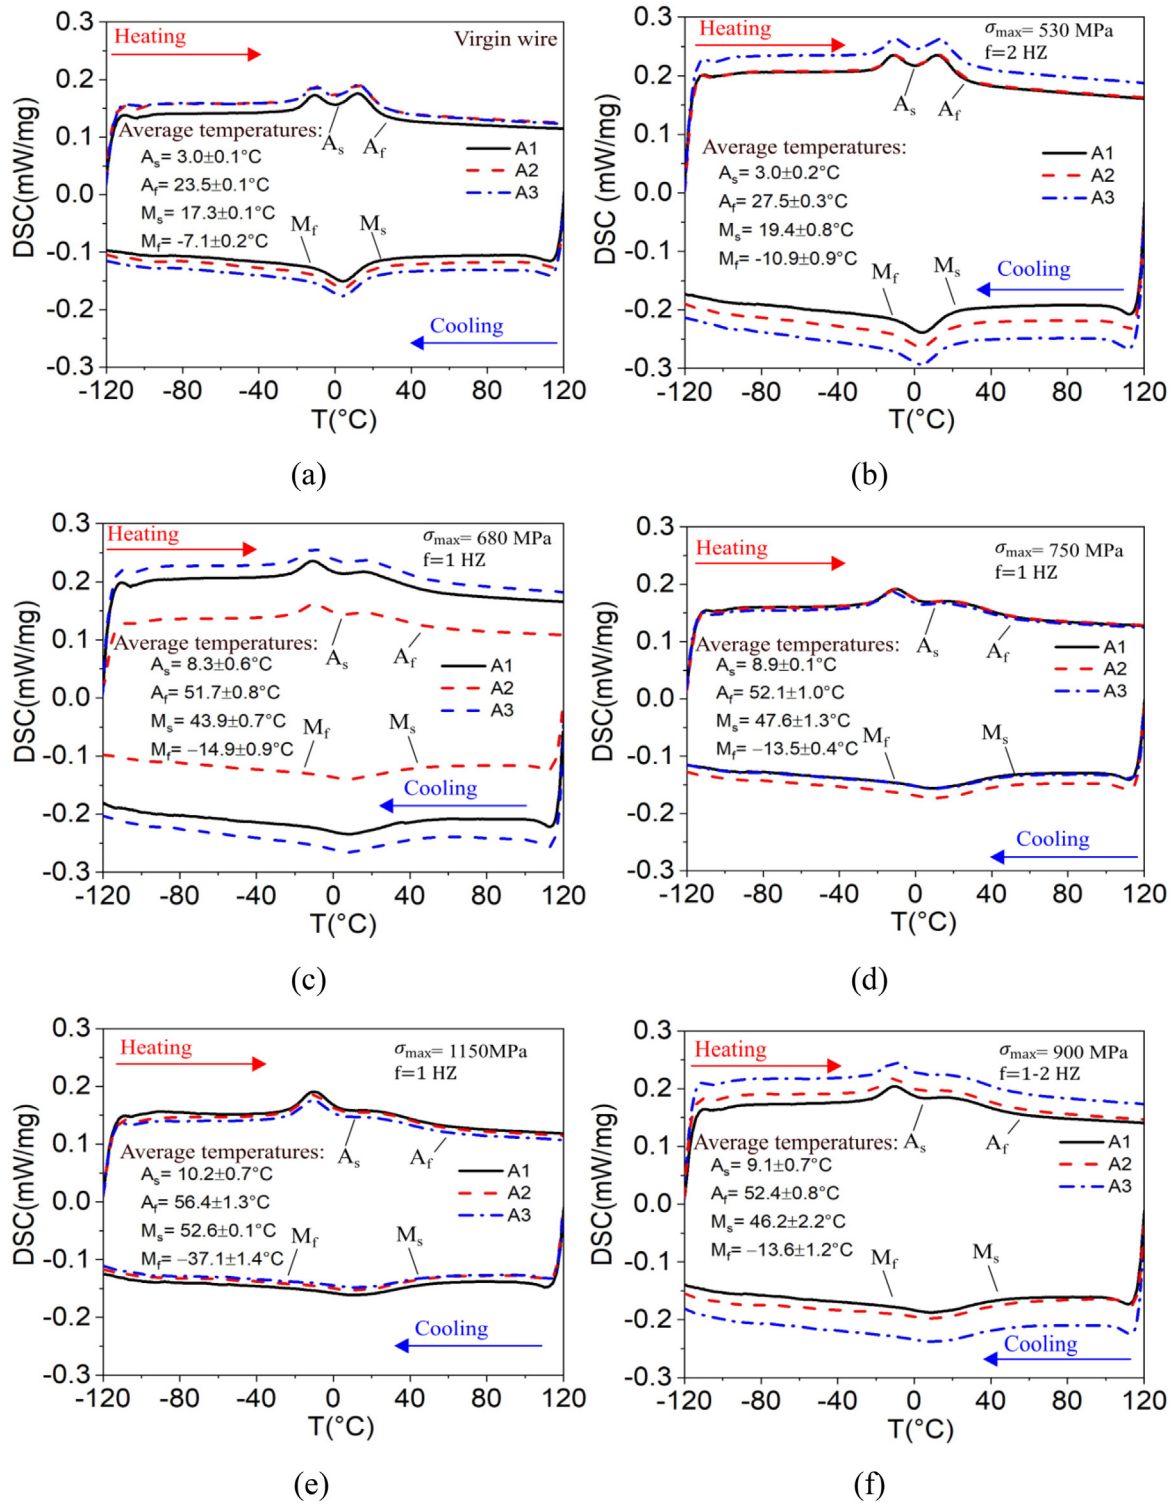 0.3
0.2
0.1
0.0
-0.1
-0.2
-0.3
DSC(mW/mg)
Heating
Virgin wire
Average temperatures:
As= 3.0±0.1°C
Af= 23.5±0.1°C
Ms= 17.3±0.1°C
Mf= -7.1±0.2°C
As
Af
A1
A2
A3
Mf
Ms
Cooling
-120 -80 -40 0 40 80 120
T(°C)
(a)
0.3
0.2
0.1
0.0
-0.1
-0.2
-0.3
DSC (mW/mg)
Heating
σmax= 530 MPa
f=2 HZ
As
Af
Average temperatures:
As= 3.0±0.2°C
Af= 27.5±0.3°C
Ms= 19.4±0.8°C
Mf= -10.9±0.9°C
A1
A2
A3
Mf
Ms
Cooling
-120 -80 -40 0 40 80 120
T(°C)
(b)
0.3
0.2
0.1
0.0
-0.1
-0.2
-0.3
DSC(mW/mg)
Heating
σmax= 680 MPa
f=1 HZ
Average temperatures:
As= 8.3±0.6°C
Af= 51.7±0.8°C
Ms= 43.9±0.7°C
Mf= −14.9±0.9°C
As
Af
A1
A2
A3
Mf
Ms
Cooling
-120 -80 -40 0 40 80 120
T(°C)
(c)
0.3
0.2
0.1
0.0
-0.1
-0.2
-0.3
DSC(mW/mg)
Heating
σmax= 750 MPa
f=1 HZ
Average temperatures:
As= 8.9±0.1°C
Af= 52.1±1.0°C
Ms= 47.6±1.3°C
Mf= −13.5±0.4°C
As
Af
A1
A2
A3
Mf
Ms
Cooling
-120 -80 -40 0 40 80 120
T(°C)
(d)
0.3
0.2
0.1
0.0
-0.1
-0.2
-0.3
DSC(mW/mg)
Heating
σmax= 1150MPa
f=1 HZ
Average temperatures:
As= 10.2±0.7°C
Af= 56.4±1.3°C
Ms= 52.6±0.1°C
Mf= −37.1±1.4°C
As
Af
A1
A2
A3
Mf
Ms
Cooling
-120 -80 -40 0 40 80 120
T(°C)
(e)
0.3
0.2
0.1
0.0
-0.1
-0.2
-0.3
DSC(mW/mg)
Heating
σmax= 900 MPa
f=1-2 HZ
Average temperatures:
As= 9.1±0.7°C
Af= 52.4±0.8°C
Ms= 46.2±2.2°C
Mf= −13.6±1.2°C
As
Af
A1
A2
A3
Mf
Ms
Cooling
-120 -80 -40 0 40 80 120
T(°C)
(f)